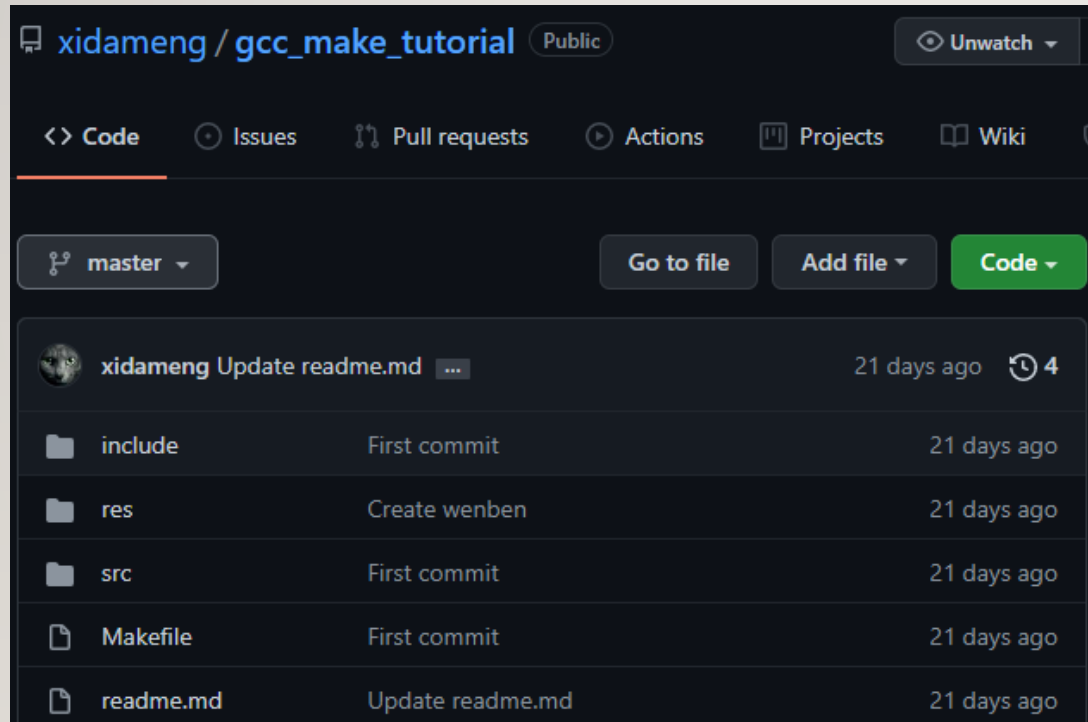 xidameng / gcc_make_tutorial Public Unwatch
<> Code Issues Pull requests Actions Projects Wiki
master Go to file Add file Code
xidameng Update readme.md ... 21 days ago 4
include First commit 21 days ago
res Create wenben 21 days ago
src First commit 21 days ago
Makefile First commit 21 days ago
readme.md Update readme.md 21 days ago